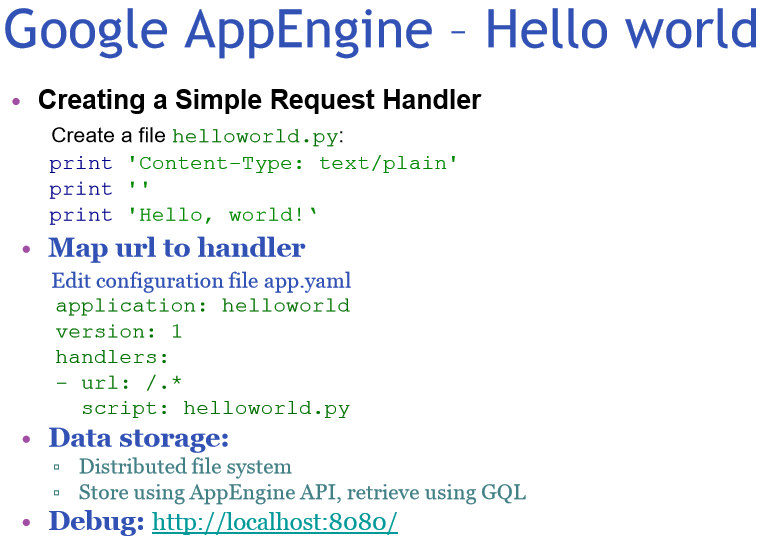 Google AppEngine – Hello world
• Creating a Simple Request Handler
Create a file helloworld.py:
print 'Content-Type: text/plain'
print ''
print 'Hello, world!‘
• Map url to handler
Edit configuration file app.yaml
application: helloworld
version: 1
handlers:
- url: /.*
script: helloworld.py
• Data storage:
▫ Distributed file system
▫ Store using AppEngine API, retrieve using GQL
• Debug: http://localhost:8080/